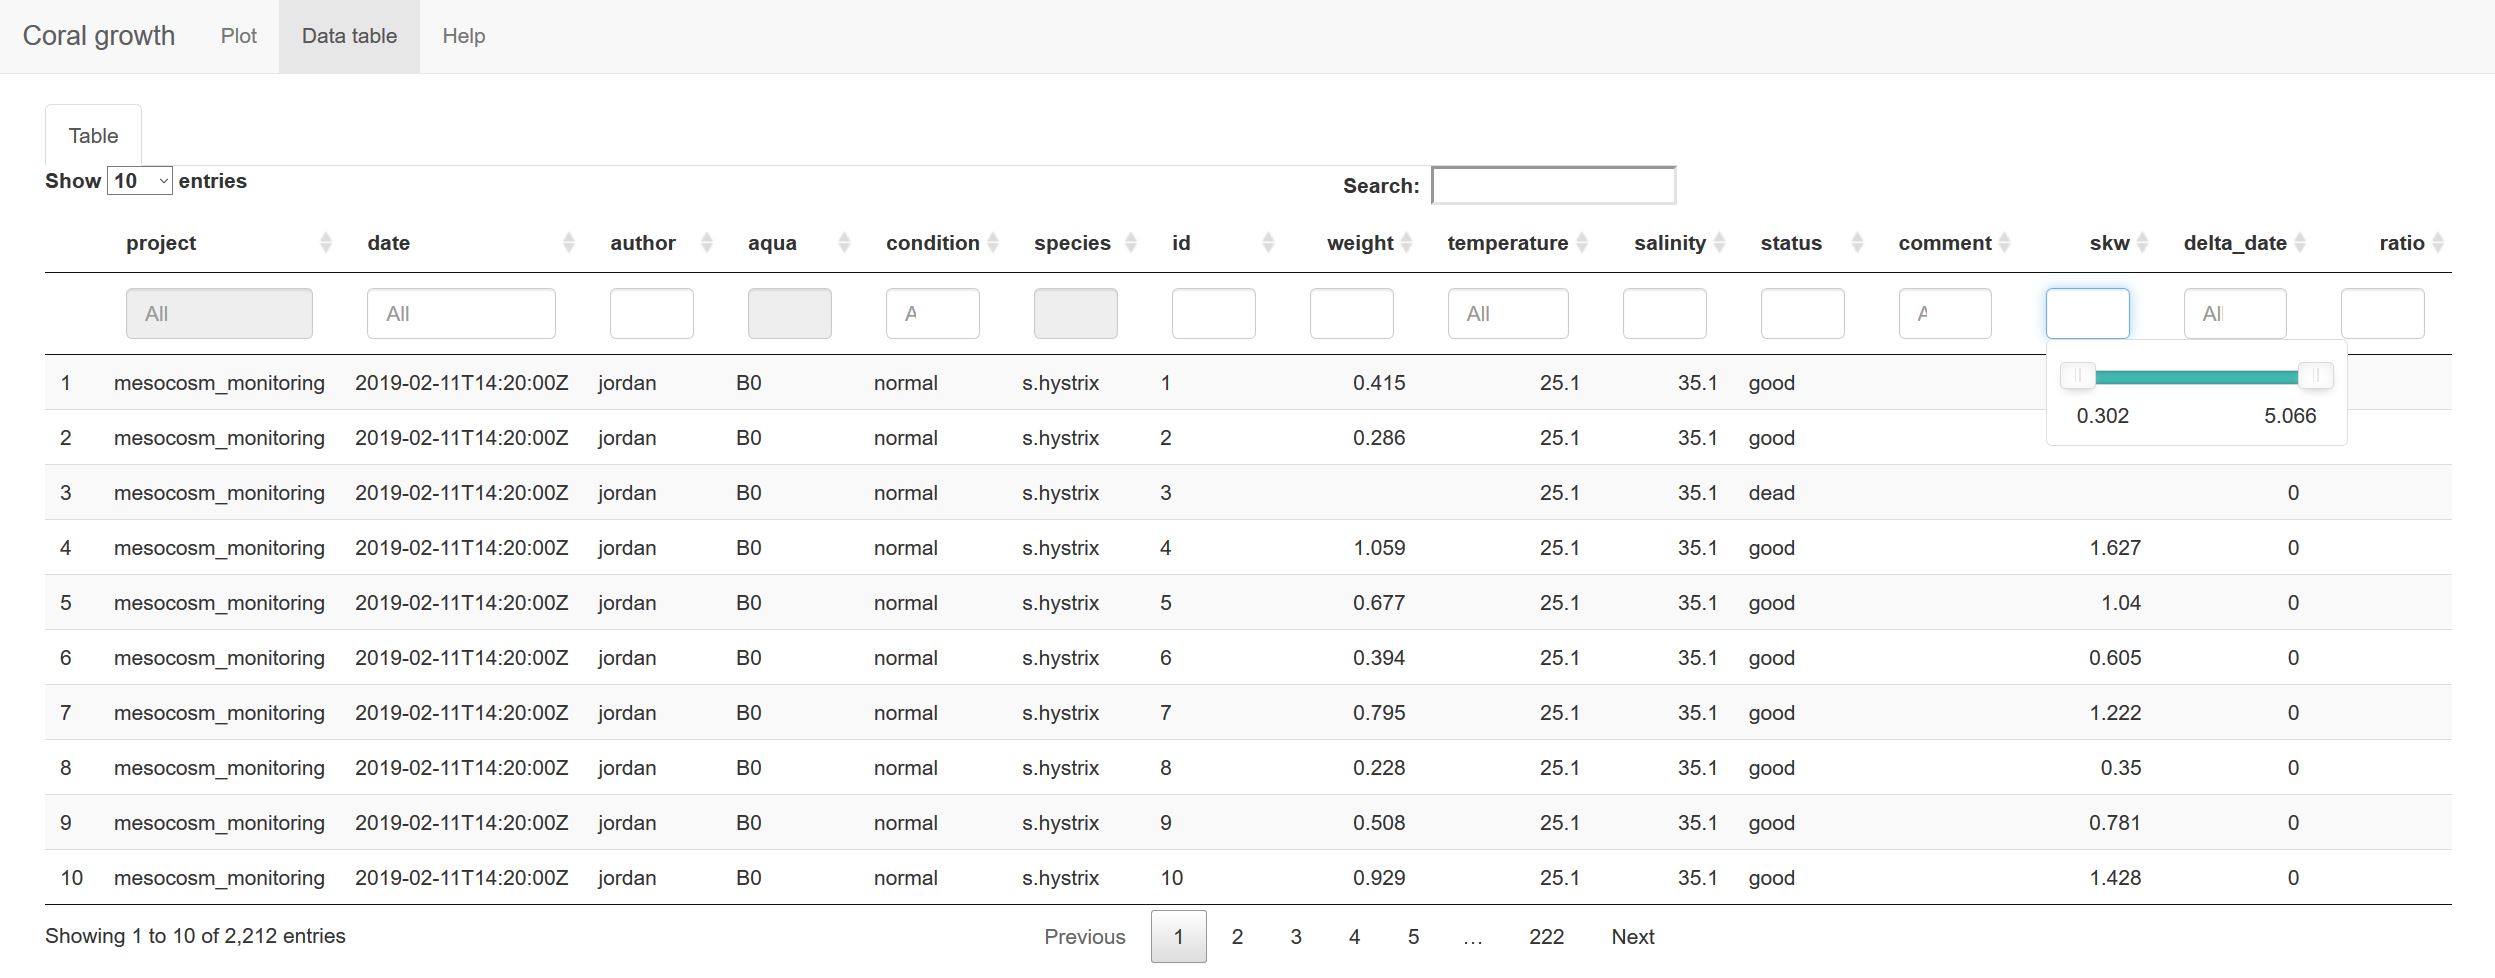 Coral growth Plot Data table Help
Table
Show 10 entries Search:
project date author aqua condition species id weight temperature salinity status comment skw delta_date ratio
All All A All A Al
1 mesocosm_monitoring 2019-02-11T14:20:00Z jordan B0 normal s.hystrix 1 0.415 25.1 35.1 good
0.302 5.066
2 mesocosm_monitoring 2019-02-11T14:20:00Z jordan B0 normal s.hystrix 2 0.286 25.1 35.1 good
3 mesocosm_monitoring 2019-02-11T14:20:00Z jordan B0 normal s.hystrix 3 25.1 35.1 dead 0
4 mesocosm_monitoring 2019-02-11T14:20:00Z jordan B0 normal s.hystrix 4 1.059 25.1 35.1 good 1.627 0
5 mesocosm_monitoring 2019-02-11T14:20:00Z jordan B0 normal s.hystrix 5 0.677 25.1 35.1 good 1.04 0
6 mesocosm_monitoring 2019-02-11T14:20:00Z jordan B0 normal s.hystrix 6 0.394 25.1 35.1 good 0.605 0
7 mesocosm_monitoring 2019-02-11T14:20:00Z jordan B0 normal s.hystrix 7 0.795 25.1 35.1 good 1.222 0
8 mesocosm_monitoring 2019-02-11T14:20:00Z jordan B0 normal s.hystrix 8 0.228 25.1 35.1 good 0.35 0
9 mesocosm_monitoring 2019-02-11T14:20:00Z jordan B0 normal s.hystrix 9 0.508 25.1 35.1 good 0.781 0
10 mesocosm_monitoring 2019-02-11T14:20:00Z jordan B0 normal s.hystrix 10 0.929 25.1 35.1 good 1.428 0
Showing 1 to 10 of 2,212 entries Previous 1 2 3 4 5 … 222 Next